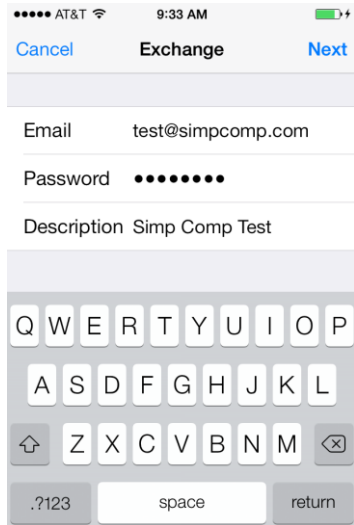 AT&T 9:33 AM
Cancel Exchange Next
Email test@simpcomp.com
Password ●●●●●●●●
Description Simp Comp Test
Q W E R T Y U I O P
A S D F G H J K L
Z X C V B N M
.?123 space return